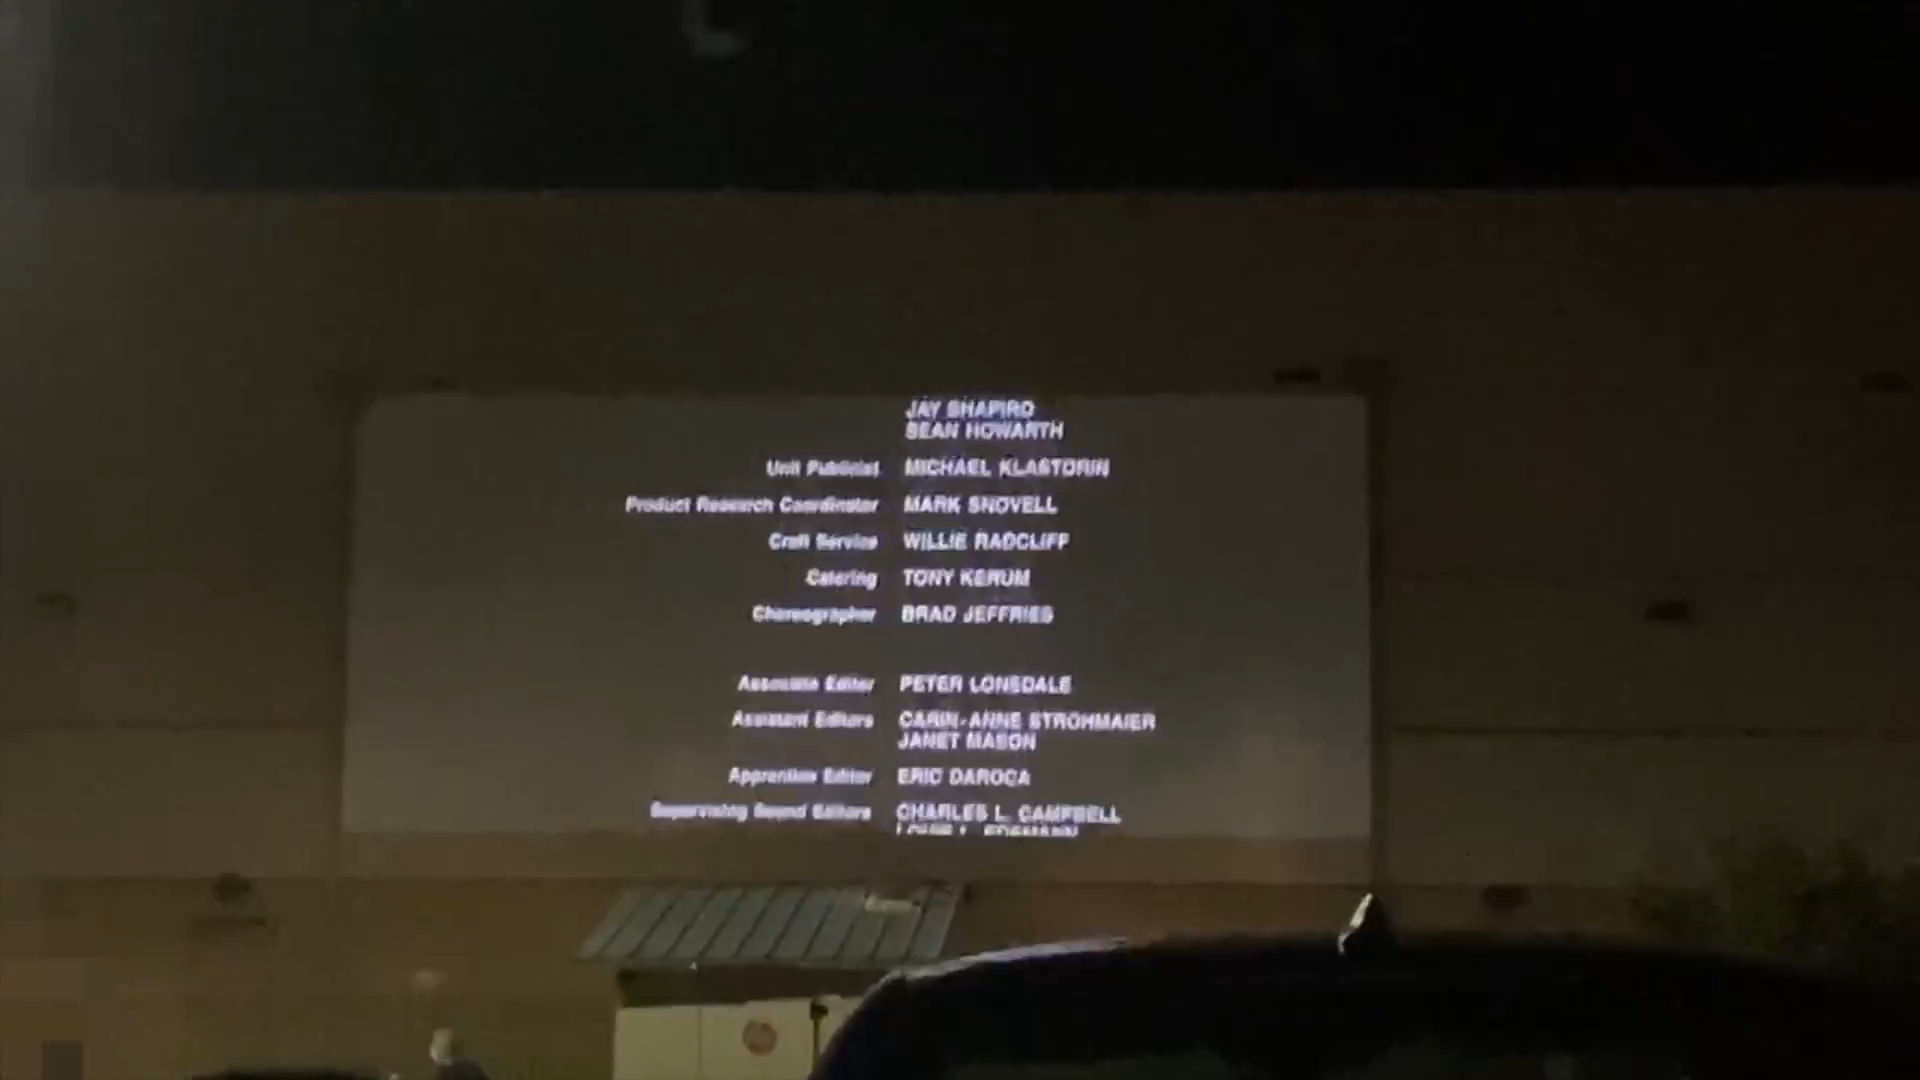 JAY SHAPIRO
SEAN HOWARTH
Unit Publicist MICHAEL KLASTORIN
Product Research Coordinator MARK SNOVELL
Craft Service WILLIE RADCLIFF
Catering TONY KERUM
Choreographer BRAD JEFFRIES
Associate Editor PETER LONSDALE
Assistant Editors CARIN-ANNE STROHMAIER
JANET MASON
Apprentice Editor ERIC DAROCA
Supervising Sound Editors CHARLES L. CAMPBELL
LOUIS L. EDEMANN